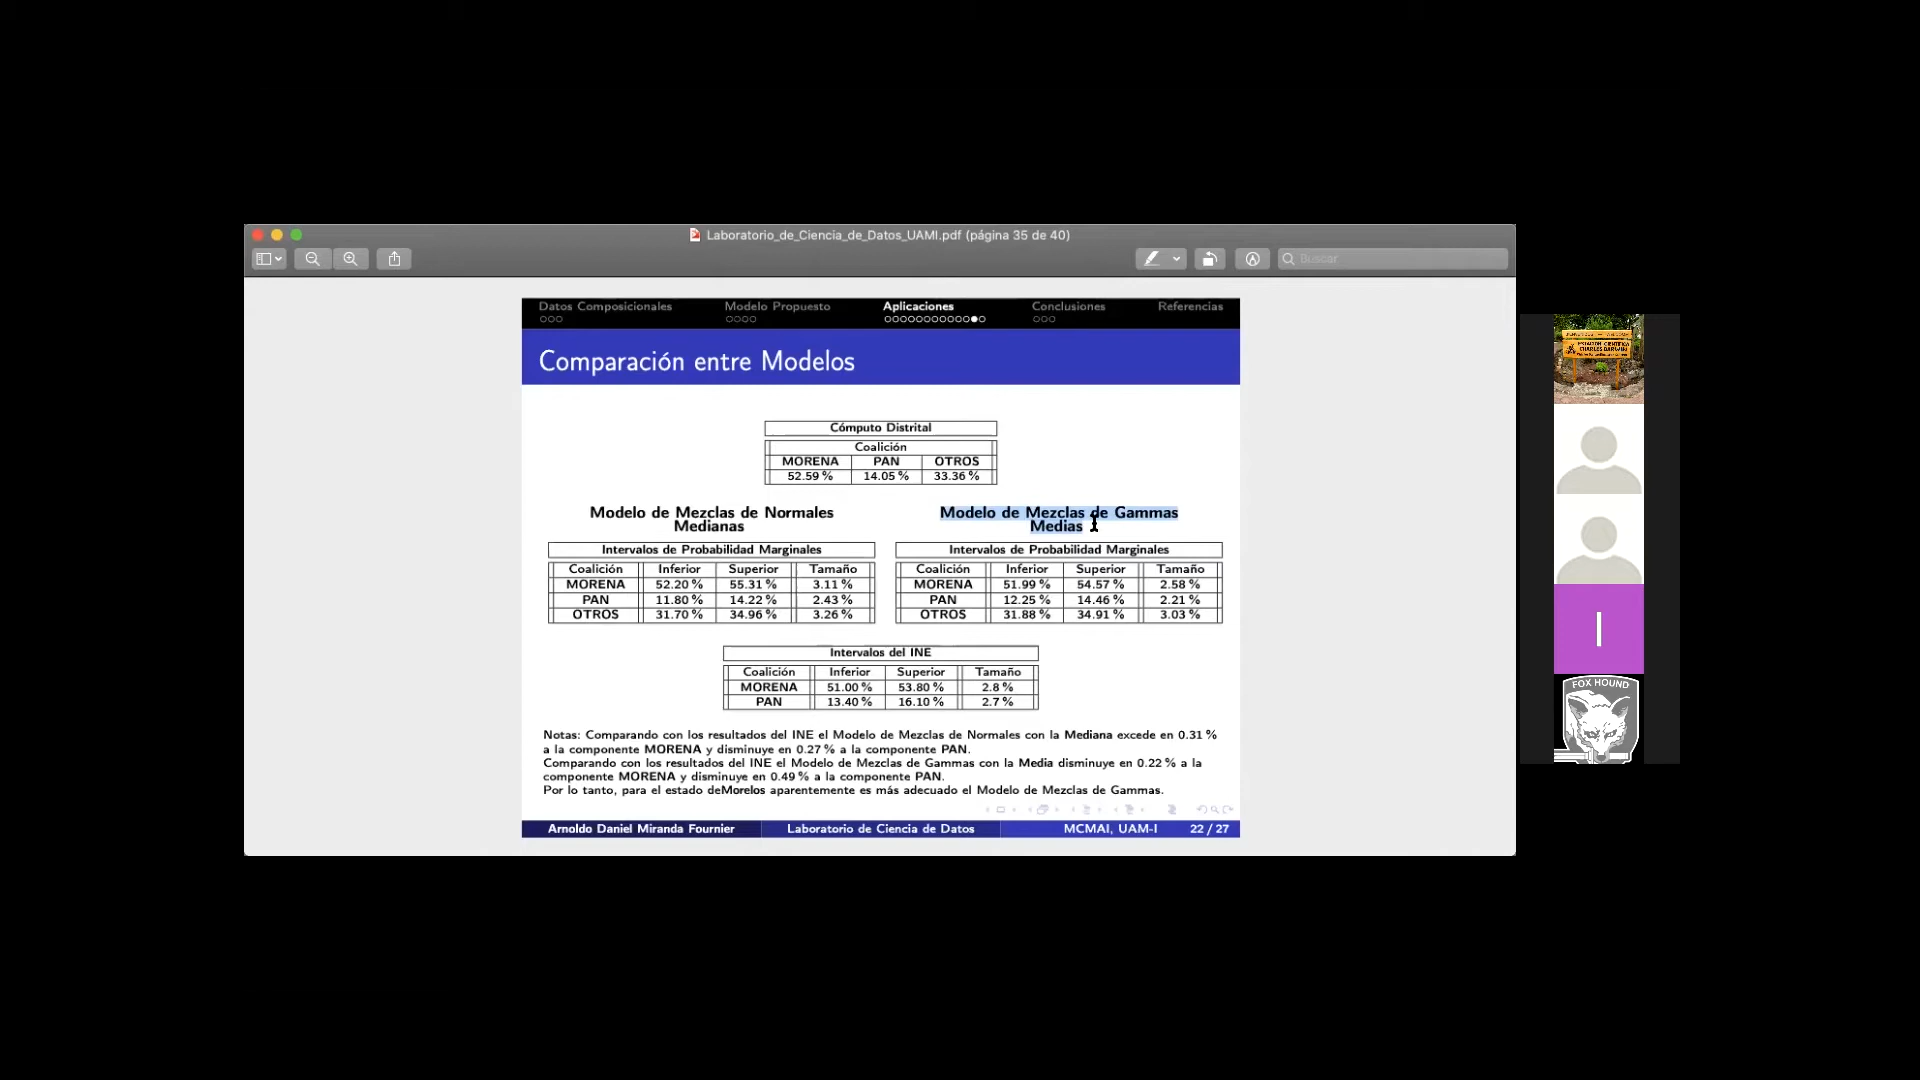 Laboratorio_de_Ciencia_de_Datos_UAMI.pdf (página 35 de 40)
Buscar
Datos Composicionales Modelo Propuesto Aplicaciones Conclusiones Referencias
Comparación entre Modelos
Cómputo Distrital
Coalición
MORENA PAN OTROS
52.59 % 14.05 % 33.36 %
Modelo de Mezclas de Normales
Medianas
Intervalos de Probabilidad Marginales
Coalición Inferior Superior Tamaño
MORENA 52.20 % 55.31 % 3.11 %
PAN 11.80 % 14.22 % 2.43 %
OTROS 31.70 % 34.96 % 3.26 %
Modelo de Mezclas de Gammas
Medias
Intervalos de Probabilidad Marginales
Coalición Inferior Superior Tamaño
MORENA 51.99 % 54.57 % 2.58 %
PAN 12.25 % 14.46 % 2.21 %
OTROS 31.88 % 34.91 % 3.03 %
Intervalos del INE
Coalición Inferior Superior Tamaño
MORENA 51.00 % 53.80 % 2.8 %
PAN 13.40 % 16.10 % 2.7 %
Notas: Comparando con los resultados del INE el Modelo de Mezclas de Normales con la Mediana excede en 0.31 %
a la componente MORENA y disminuye en 0.27 % a la componente PAN.
Comparando con los resultados del INE el Modelo de Mezclas de Gammas con la Media disminuye en 0.22 % a la
componente MORENA y disminuye en 0.49 % a la componente PAN.
Por lo tanto, para el estado deMorelos aparentemente es más adecuado el Modelo de Mezclas de Gammas.
Arnoldo Daniel Miranda Fournier Laboratorio de Ciencia de Datos MCMAI, UAM-I 22 / 27
ESTACION CIENTIFICA
CHARLES DARWIN
I
FOX HOUND